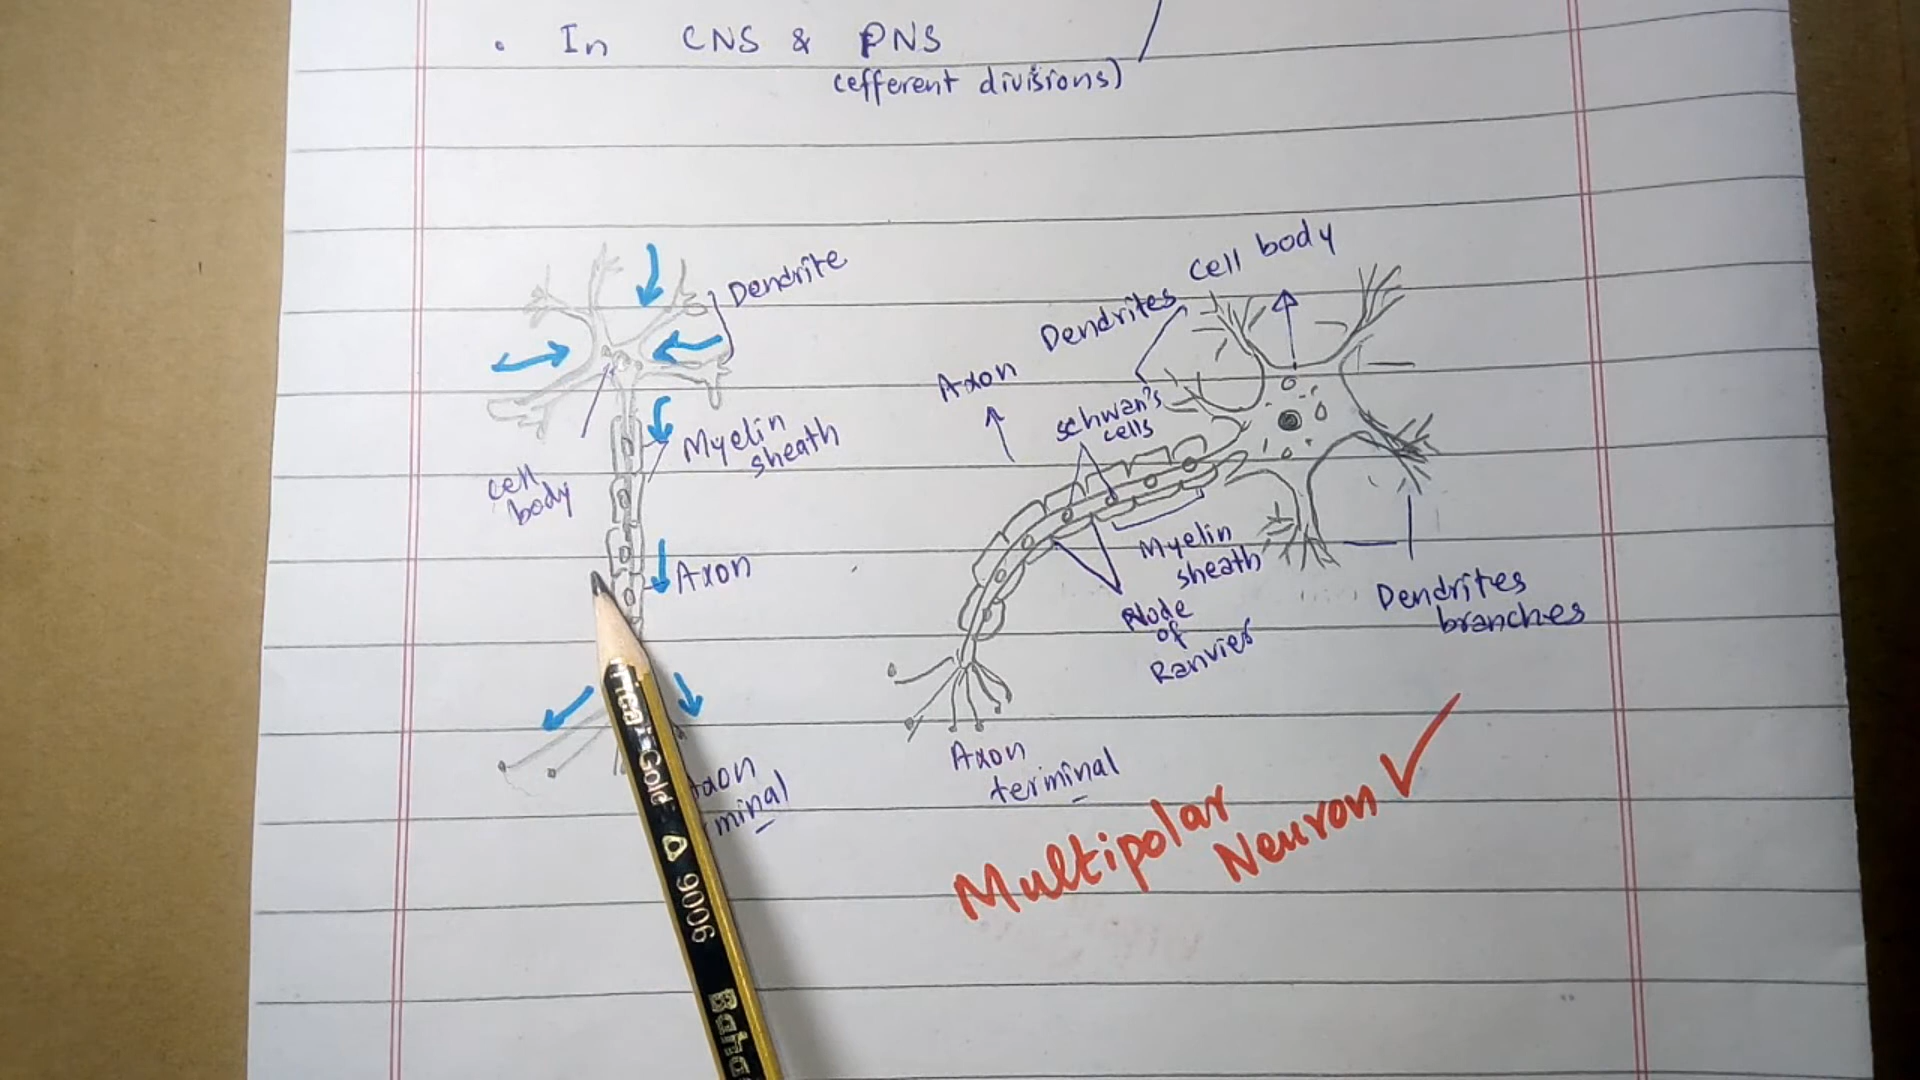 • In CNS & PNS
(efferent divisions)
Dendrite
Myelin
sheath
Cell
body
Axon
Axon
minal
Cell body
Dendrites
Axon
schwan's
cells
Myelin
sheath
Node
of
Ranvier
Dendrites
branches
Axon
terminal
Multipolar
Neuron ✓
Gold
9006